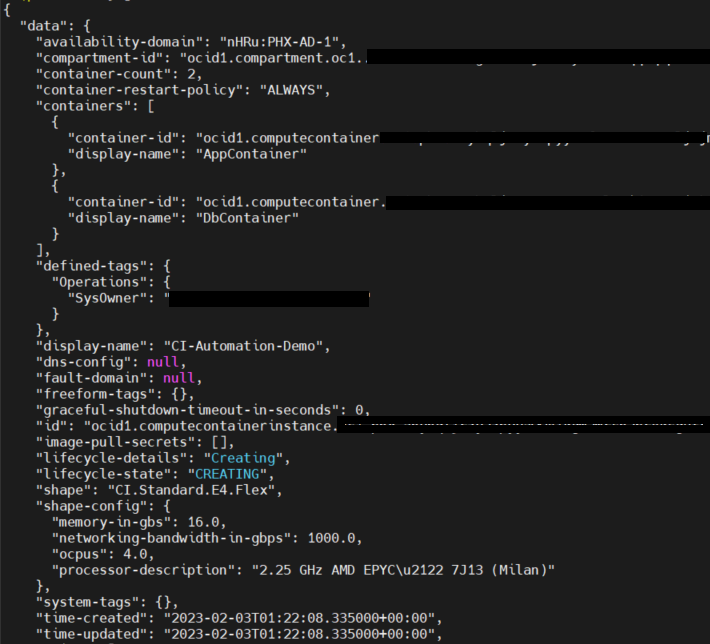 {
"data": {
"availability-domain": "nHRu:PHX-AD-1",
"compartment-id": "ocid1.compartment.oc1..
"container-count": 2,
"container-restart-policy": "ALWAYS",
"containers": [
{
"container-id": "ocid1.computecontainer
"display-name": "AppContainer"
},
{
"container-id": "ocid1.computecontainer.
"display-name": "DbContainer"
}
],
"defined-tags": {
"Operations": {
"SysOwner": "
}
},
"display-name": "CI-Automation-Demo",
"dns-config": null,
"fault-domain": null,
"freeform-tags": {},
"graceful-shutdown-timeout-in-seconds": 0,
"id": "ocid1.computecontainerinstance.
"image-pull-secrets": [],
"lifecycle-details": "Creating",
"lifecycle-state": "CREATING",
"shape": "CI.Standard.E4.Flex",
"shape-config": {
"memory-in-gbs": 16.0,
"networking-bandwidth-in-gbps": 1000.0,
"ocpus": 4.0,
"processor-description": "2.25 GHz AMD EPYC\u2122 7J13 (Milan)"
},
"system-tags": {},
"time-created": "2023-02-03T01:22:08.335000+00:00",
"time-updated": "2023-02-03T01:22:08.335000+00:00",